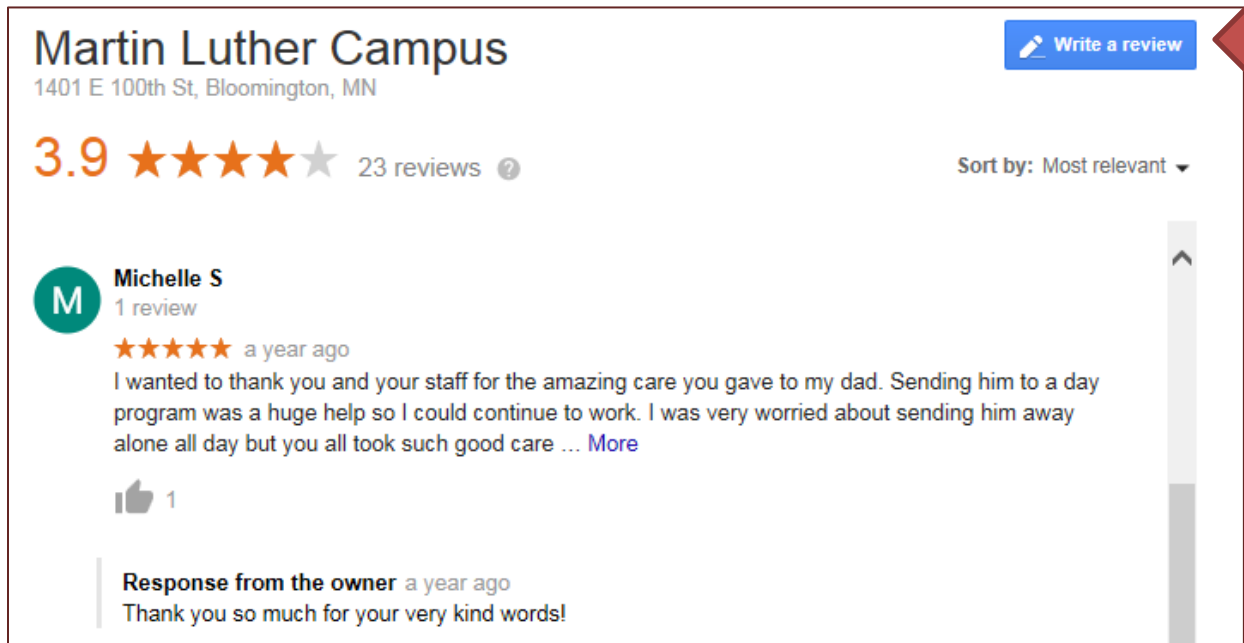 Martin Luther Campus
Write a review
1401 E 100th St, Bloomington, MN
3.9 23 reviews ?
Sort by: Most relevant
M
Michelle S
1 review
a year ago
I wanted to thank you and your staff for the amazing care you gave to my dad. Sending him to a day
program was a huge help so I could continue to work. I was very worried about sending him away
alone all day but you all took such good care ... More
1
Response from the owner a year ago
Thank you so much for your very kind words!